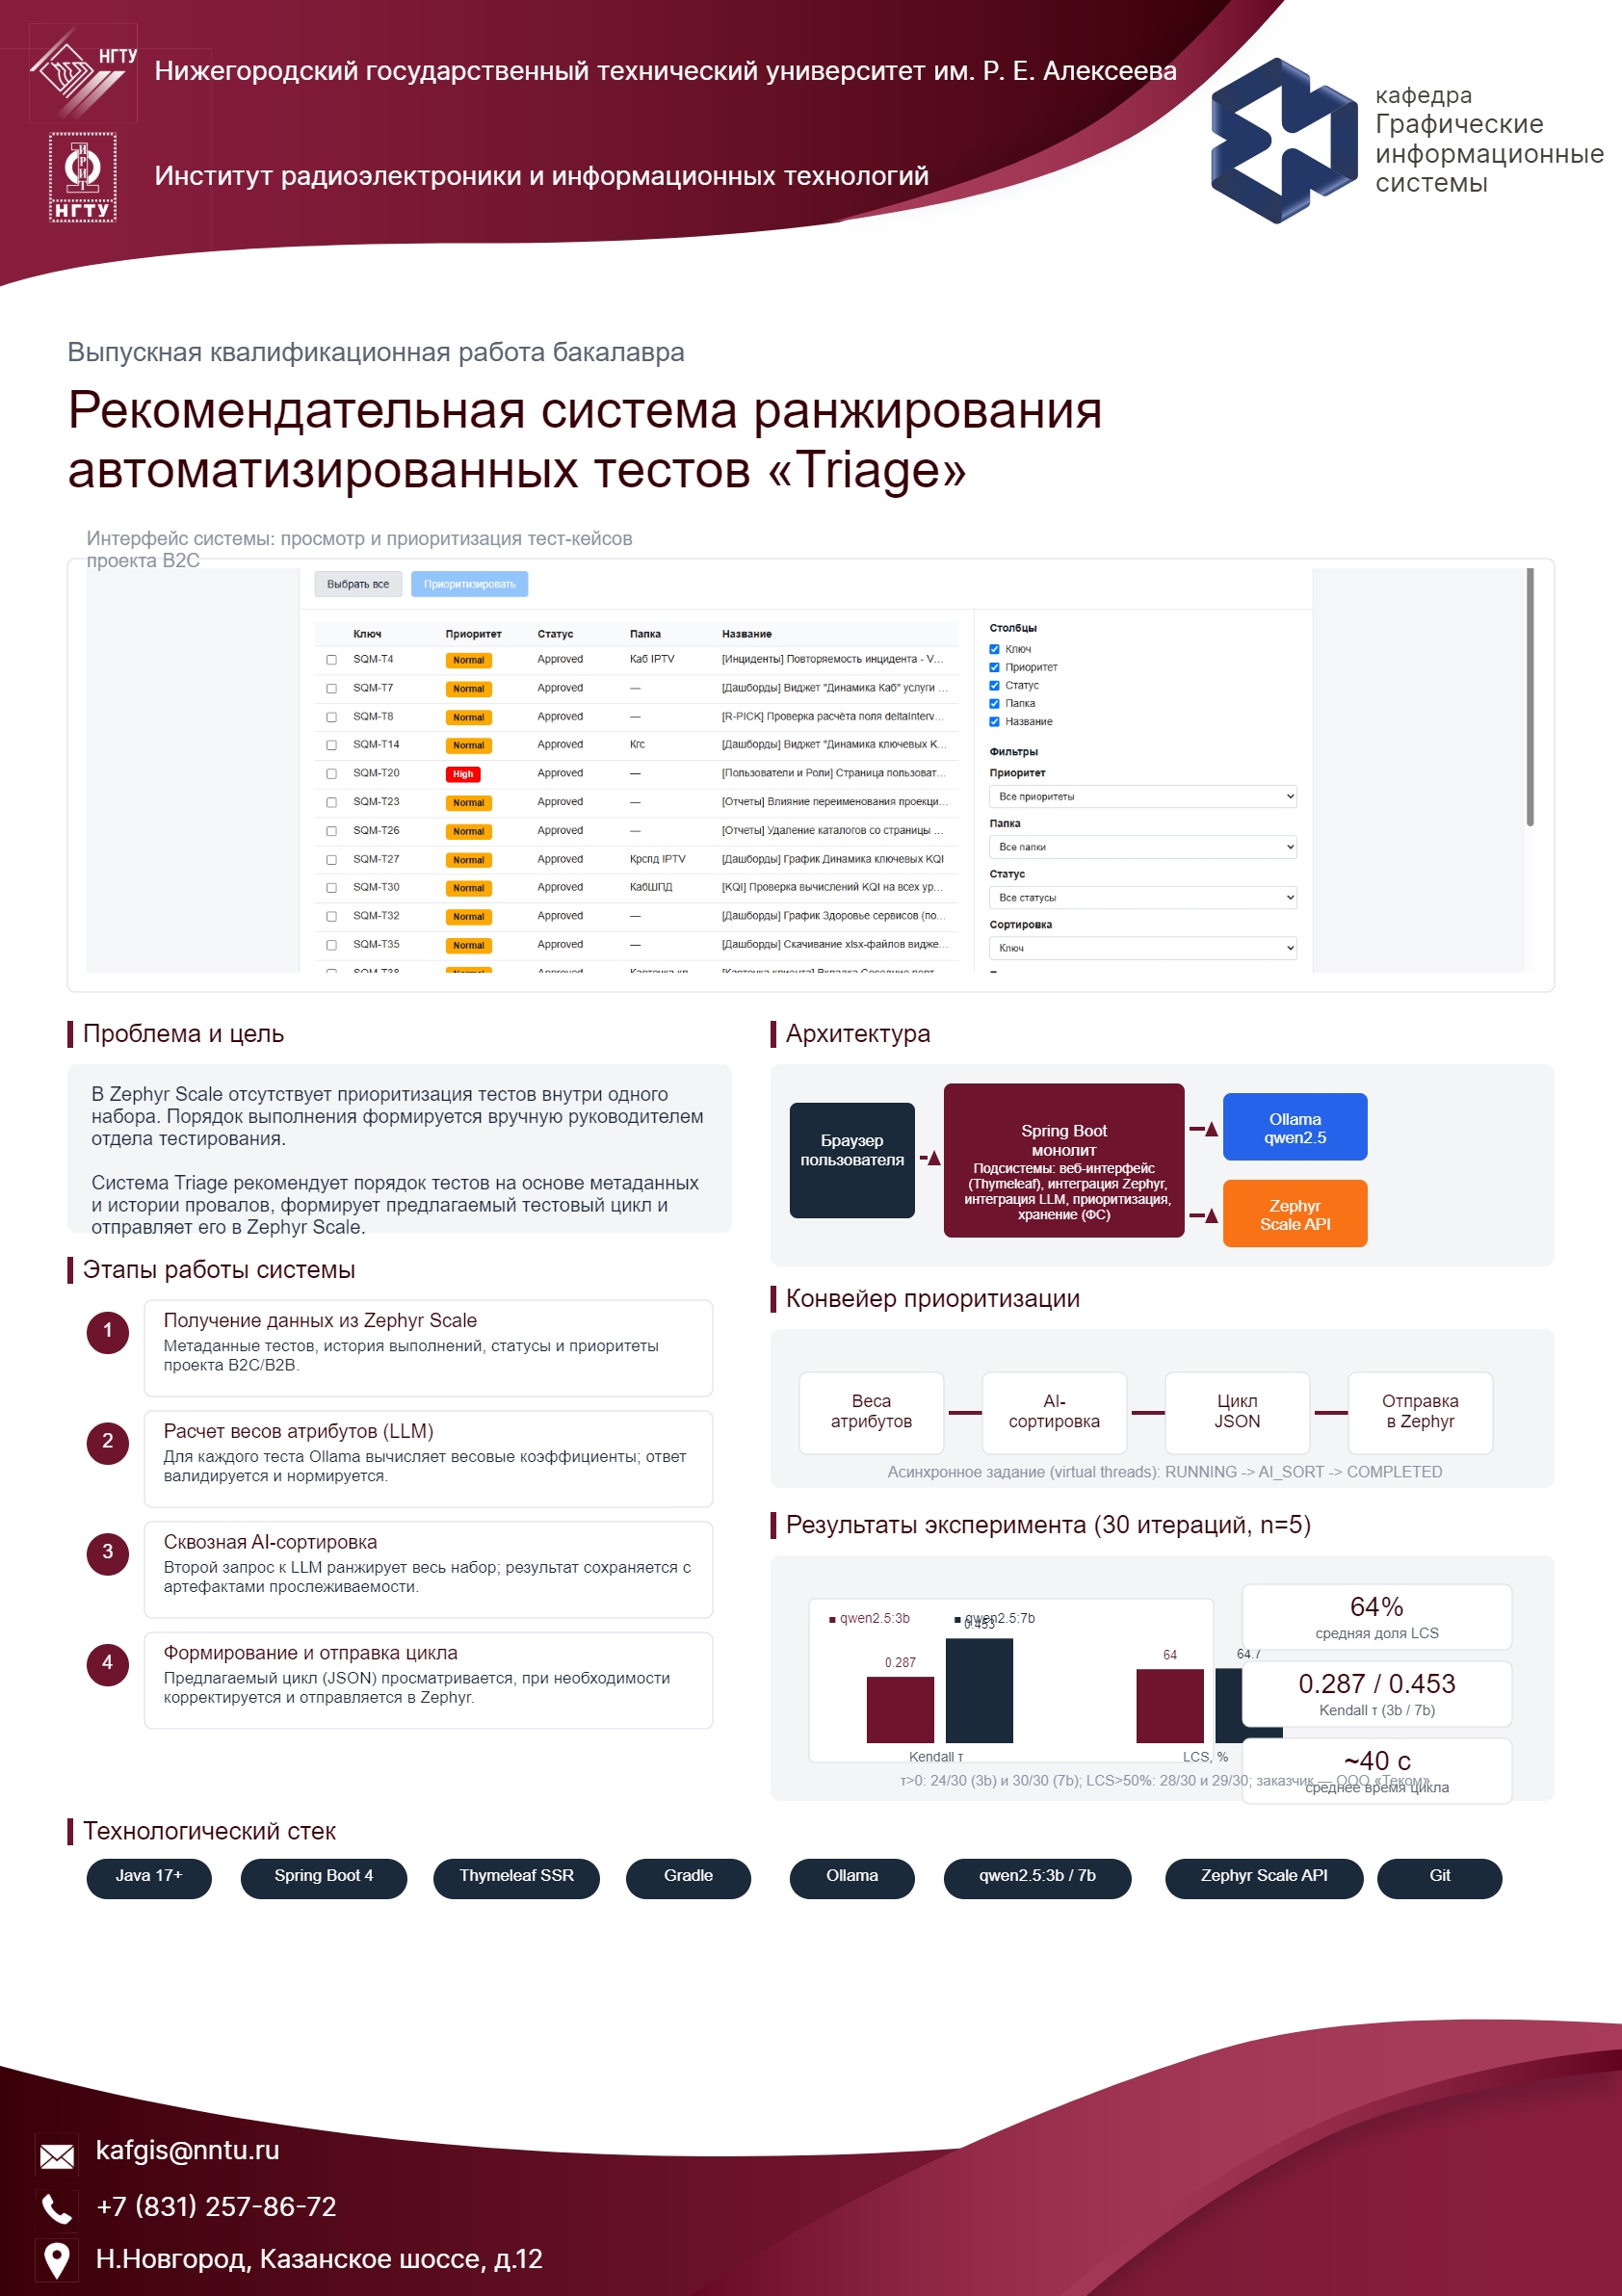 НГТУ
Нижегородский государственный технический университет им. Р. Е. Алексеева
ИРИТ
НГТУ
Институт радиоэлектроники и информационных технологий
кафедра
Графические
информационные
системы
Выпускная квалификационная работа бакалавра
Рекомендательная система ранжирования
автоматизированных тестов «Triage»
Интерфейс системы: просмотр и приоритизация тест-кейсов
проекта B2C
Выбрать все Приоритизировать
Ключ Приоритет Статус Папка Название
SQM-T4 Normal Approved Каб IPTV [Инциденты] Повторяемость инцидента - V...
SQM-T7 Normal Approved — [Дашборды] Виджет "Динамика Каб" услуги ...
SQM-T8 Normal Approved — [R-PICK] Проверка расчёта поля deltaInterv...
SQM-T14 Normal Approved Кгс [Дашборды] Виджет "Динамика ключевых K...
SQM-T20 High Approved — [Пользователи и Роли] Страница пользоват...
SQM-T23 Normal Approved — [Отчеты] Влияние переименования проекци...
SQM-T26 Normal Approved — [Отчеты] Удаление каталогов со страницы ...
SQM-T27 Normal Approved Крспд IPTV [Дашборды] График Динамика ключевых KQI
SQM-T30 Normal Approved КабШПД [KQI] Проверка вычислений KQI на всех ур...
SQM-T32 Normal Approved — [Дашборды] График Здоровье сервисов (по...
SQM-T35 Normal Approved — [Дашборды] Скачивание xlsx-файлов видже...
SQM-T38 Normal Approved Карточка кл... [Карточка клиента] Вкладка Соседние порт...
Столбцы
Ключ
Приоритет
Статус
Папка
Название
Фильтры
Приоритет
Все приоритеты
Папка
Все папки
Статус
Все статусы
Сортировка
Ключ
Проблема и цель
В Zephyr Scale отсутствует приоритизация тестов внутри одного
набора. Порядок выполнения формируется вручную руководителем
отдела тестирования.
Система Triage рекомендует порядок тестов на основе метаданных
и истории провалов, формирует предлагаемый тестовый цикл и
отправляет его в Zephyr Scale.
Этапы работы системы
1
Получение данных из Zephyr Scale
Метаданные тестов, история выполнений, статусы и приоритеты
проекта B2C/B2B.
2
Расчет весов атрибутов (LLM)
Для каждого теста Ollama вычисляет весовые коэффициенты; ответ
валидируется и нормируется.
3
Сквозная AI-сортировка
Второй запрос к LLM ранжирует весь набор; результат сохраняется с
артефактами прослеживаемости.
4
Формирование и отправка цикла
Предлагаемый цикл (JSON) просматривается, при необходимости
корректируется и отправляется в Zephyr.
Архитектура
Браузер
пользователя
Spring Boot
монолит
Подсистемы: веб-интерфейс
(Thymeleaf), интеграция Zephyr,
интеграция LLM, приоритизация,
хранение (ФС)
Ollama
qwen2.5
Zephyr
Scale API
Конвейер приоритизации
Веса
атрибутов
AI-
сортировка
Цикл
JSON
Отправка
в Zephyr
Асинхронное задание (virtual threads): RUNNING -> AI_SORT -> COMPLETED
Результаты эксперимента (30 итераций, n=5)
qwen2.5:3b qwen2.5:7b
0.287 0.453
Kendall τ
64 64.7
LCS, %
64%
средняя доля LCS
0.287 / 0.453
Kendall τ (3b / 7b)
~40 с
среднее время цикла
τ>0: 24/30 (3b) и 30/30 (7b); LCS>50%: 28/30 и 29/30; заказчик — ООО «Теком»
Технологический стек
Java 17+ Spring Boot 4 Thymeleaf SSR Gradle Ollama qwen2.5:3b / 7b Zephyr Scale API Git
kafgis@nntu.ru
+7 (831) 257-86-72
Н.Новгород, Казанское шоссе, д.12